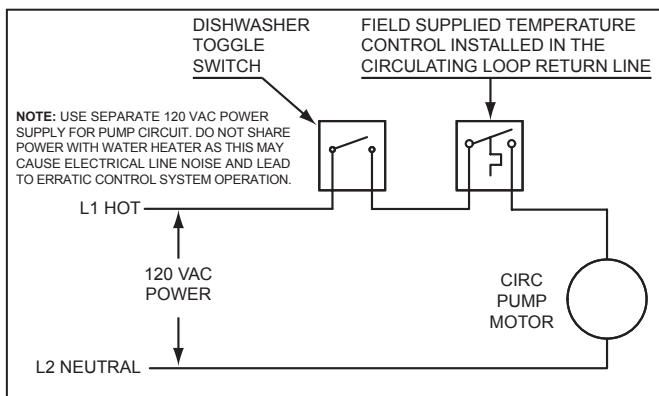 DISHWASHER
TOGGLE
SWITCH
FIELD SUPPLIED TEMPERATURE
CONTROL INSTALLED IN THE
CIRCULATING LOOP RETURN LINE
NOTE: USE SEPARATE 120 VAC POWER
SUPPLY FOR PUMP CIRCUIT. DO NOT SHARE
POWER WITH WATER HEATER AS THIS MAY
CAUSE ELECTRICAL LINE NOISE AND LEAD
TO ERRATIC CONTROL SYSTEM OPERATION.
L1 HOT
120 VAC
POWER
CIRC
PUMP
MOTOR
L2 NEUTRAL